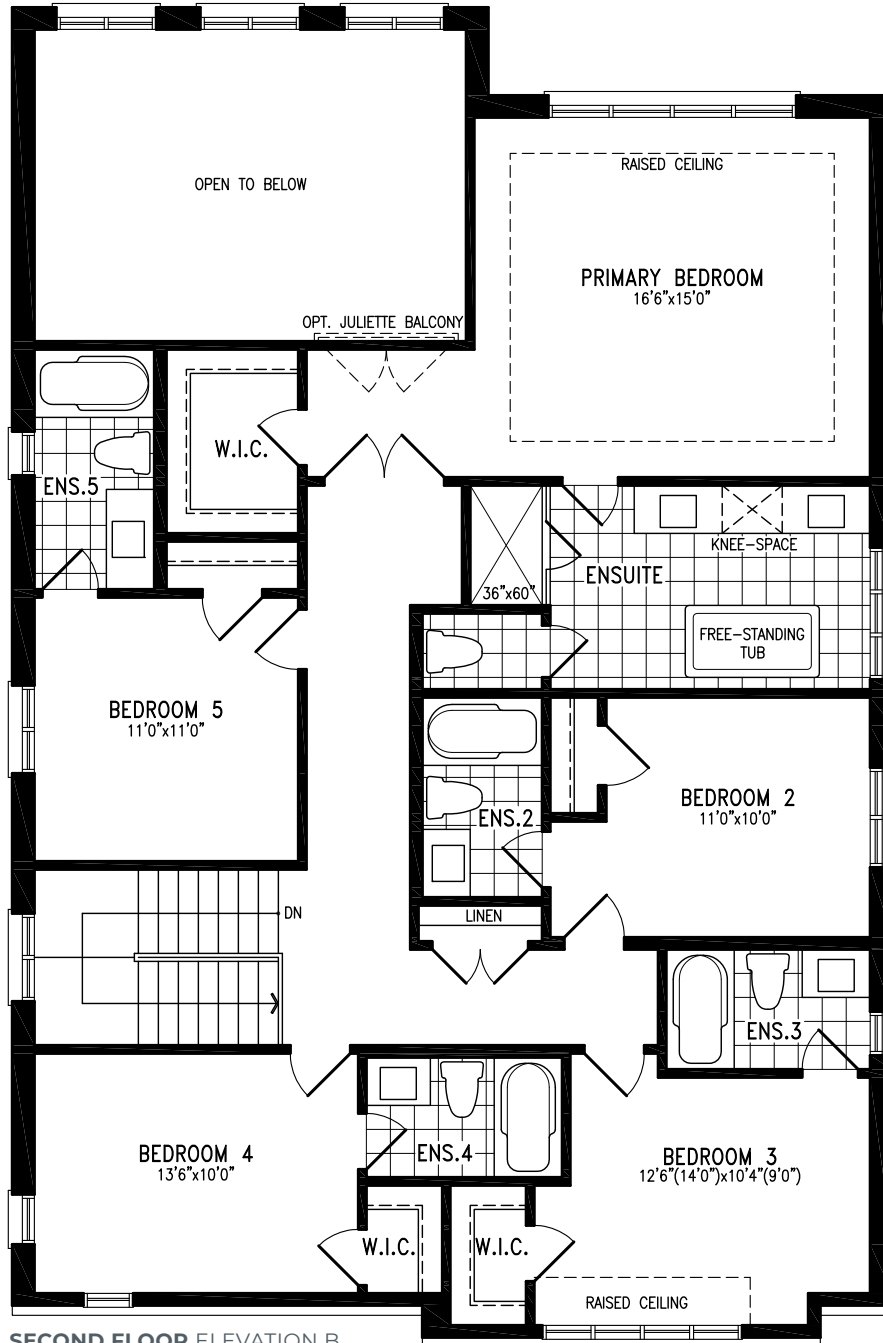 OPEN TO BELOW
RAISED CEILING
PRIMARY BEDROOM
16'6"x15'0"
OPT. JULIETTE BALCONY
W.I.C.
ENS.5
KNEE-SPACE
ENSUITE
36"x60"
FREE-STANDING
TUB
BEDROOM 5
11'0"x11'0"
BEDROOM 2
11'0"x10'0"
ENS.2
LINEN
DN
ENS.3
BEDROOM 4
13'6"x10'0"
ENS.4
BEDROOM 3
12'6"(14'0")x10'4"(9'0")
W.I.C.
W.I.C.
RAISED CEILING
SECOND FLOOR ELEVATION B